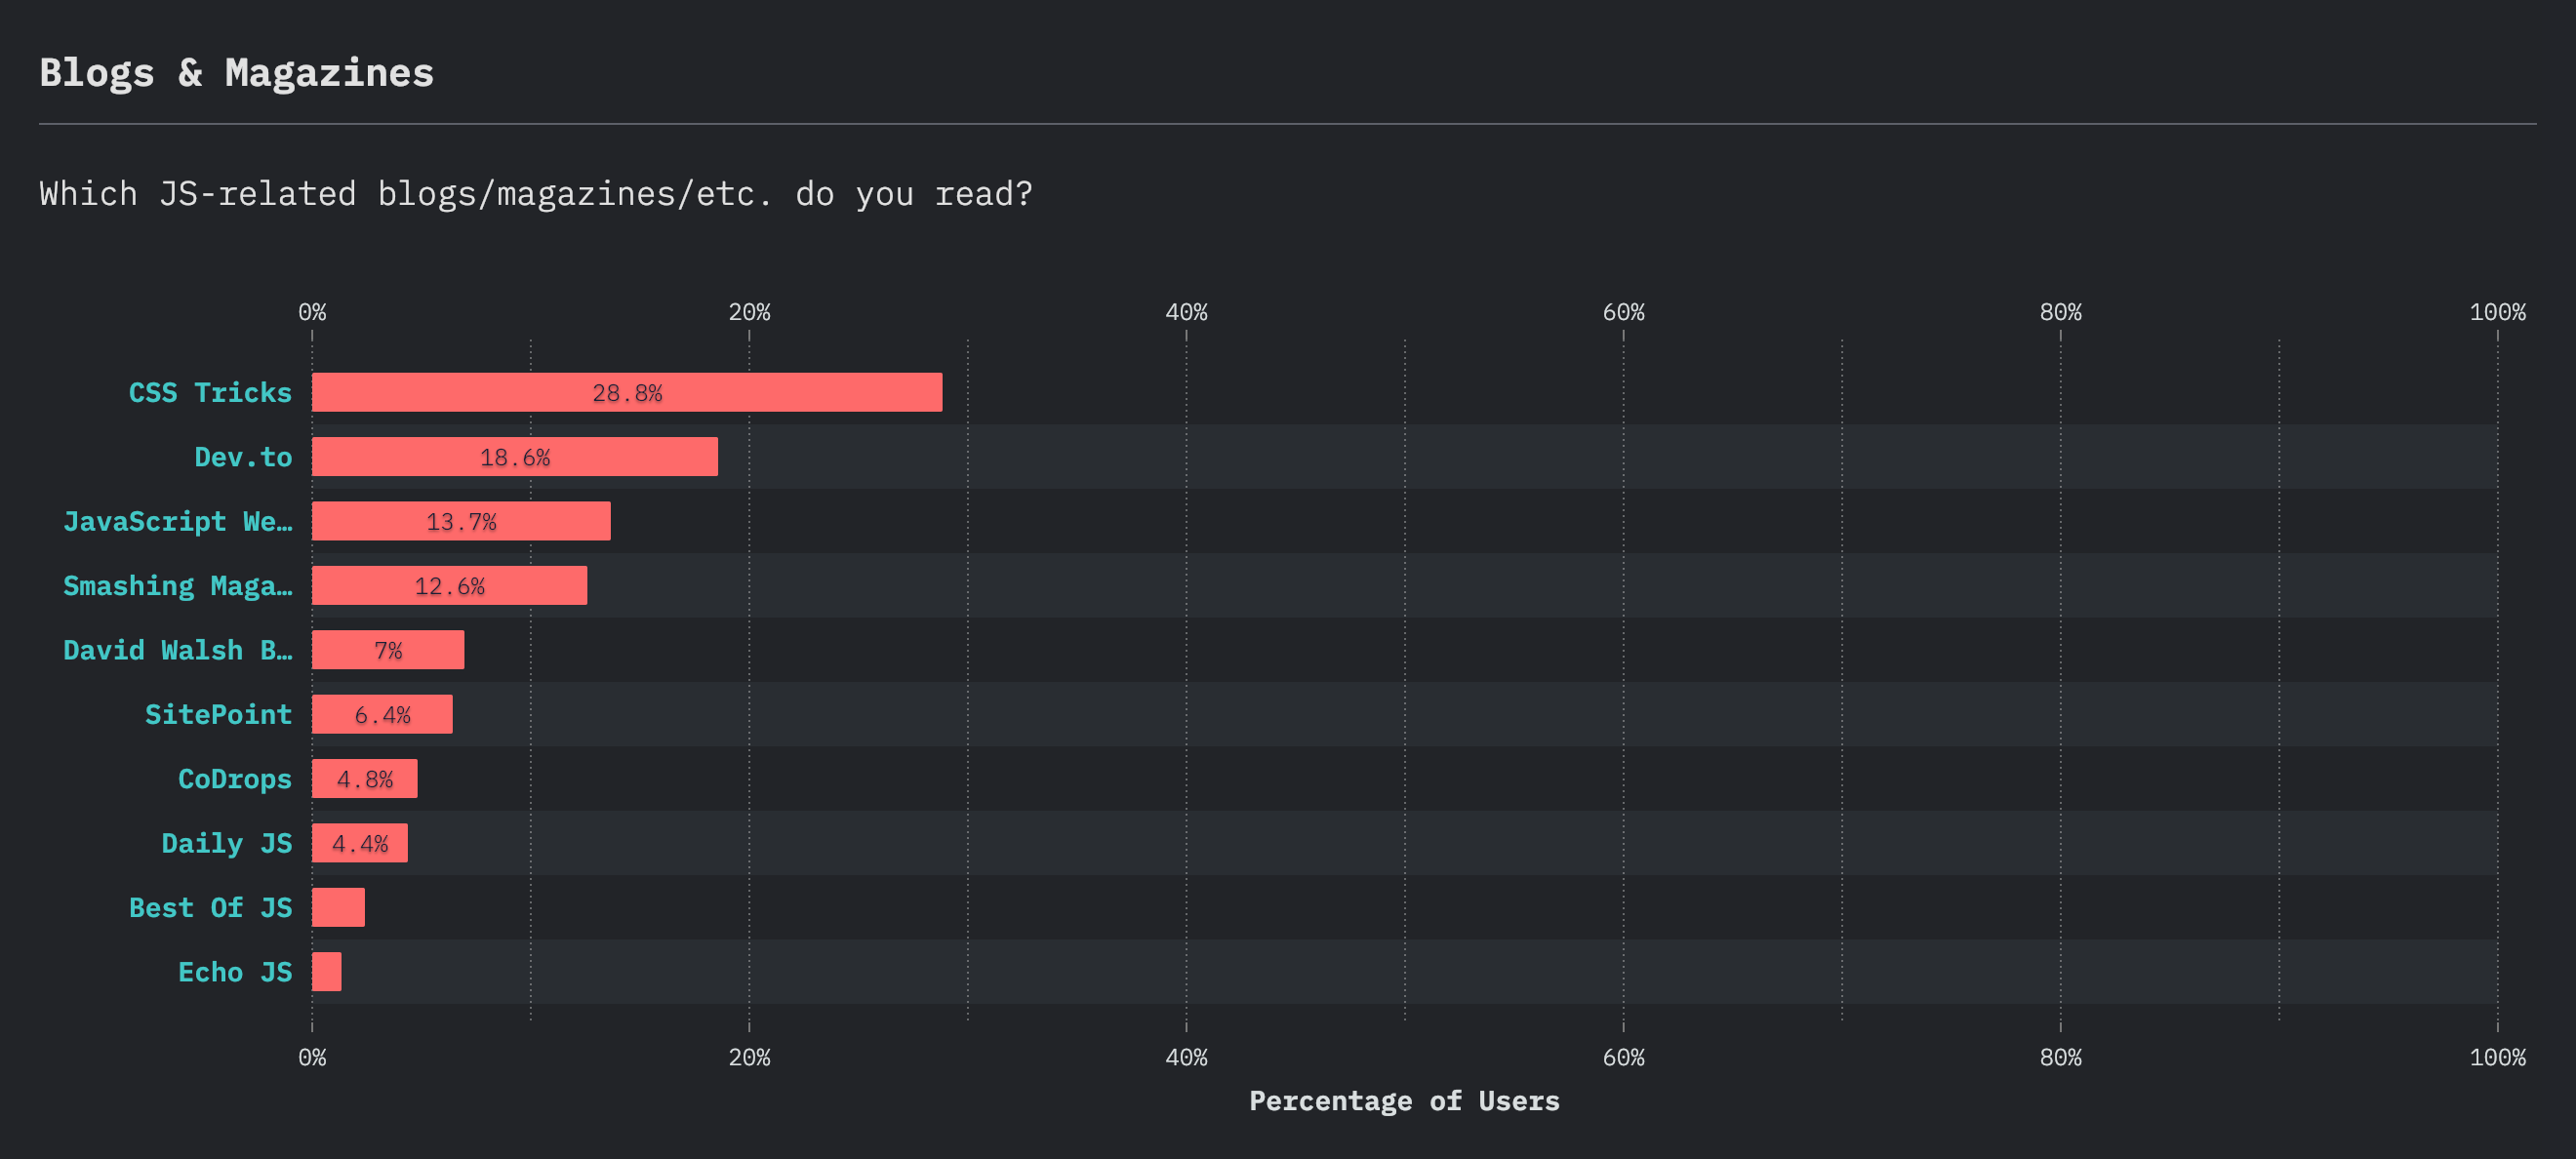 Blogs & Magazines
Which JS-related blogs/magazines/etc. do you read?
0% 20% 40% 60% 80% 100%
CSS Tricks 28.8%
Dev.to 18.6%
JavaScript We… 13.7%
Smashing Maga… 12.6%
David Walsh B… 7%
SitePoint 6.4%
CoDrops 4.8%
Daily JS 4.4%
Best Of JS
Echo JS
0% 20% 40% 60% 80% 100%
Percentage of Users